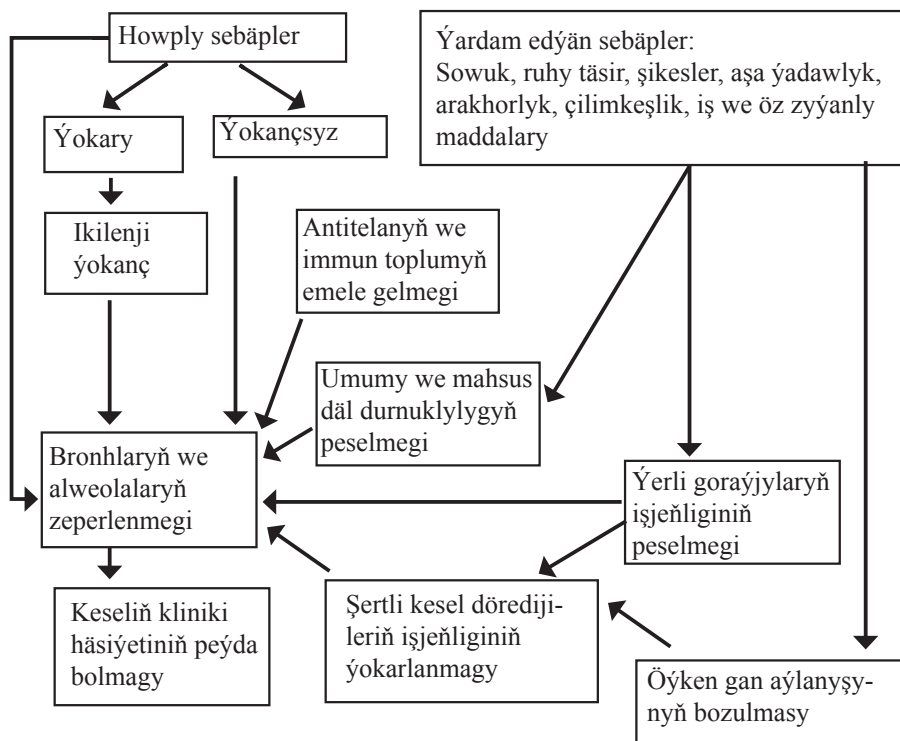 Howply sebäpler
Ýardam edýän sebäpler:
Sowuk, ruhy täsir, şikesler, aşa ýadawlyk,
arakhorlyk, çilimkeşlik, iş we öz zyýanly
maddalary
Ýokary
Ýokançsyz
Ikilenji
ýokanç
Antitelanyň we
immun toplumyň
emele gelmegi
Umumy we mahsus
däl durnuklylygyň
peselmegi
Bronhlaryň we
alweolalaryň
zeperlenmegi
Ýerli goraýjylaryň
işjeňliginiň
peselmegi
Keseliň kliniki
häsiýetiniň peýda
bolmagy
Şertli kesel döredijі-
leriň işjeňliginiň
ýokarlanmagy
Öýken gan aýlanyşy-
nyň bozulmasy